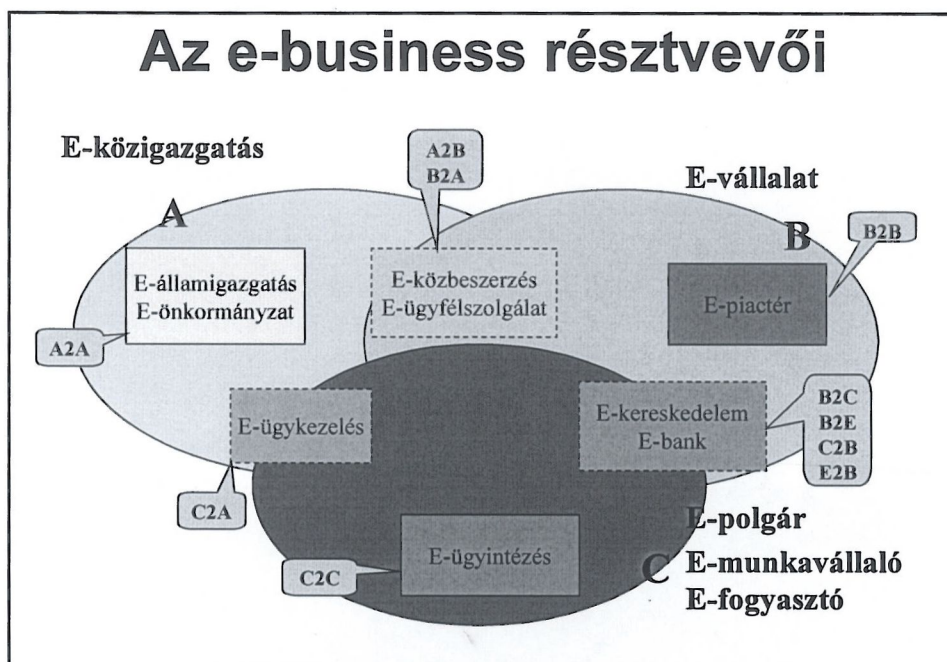 Az e-business résztvevői
E-közigazgatás
A2B
B2A
E-vállalat
A
B
B2B
E-államigazgatás
E-önkormányzat
E-közbeszerzés
E-ügyfélszolgálat
E-piactér
A2A
E-ügykezelés
E-kereskedelem
E-bank
B2C
B2E
C2B
E2B
C2A
E-polgár
E-ügyintézés
C2C
C
E-munkavállaló
E-fogyasztó